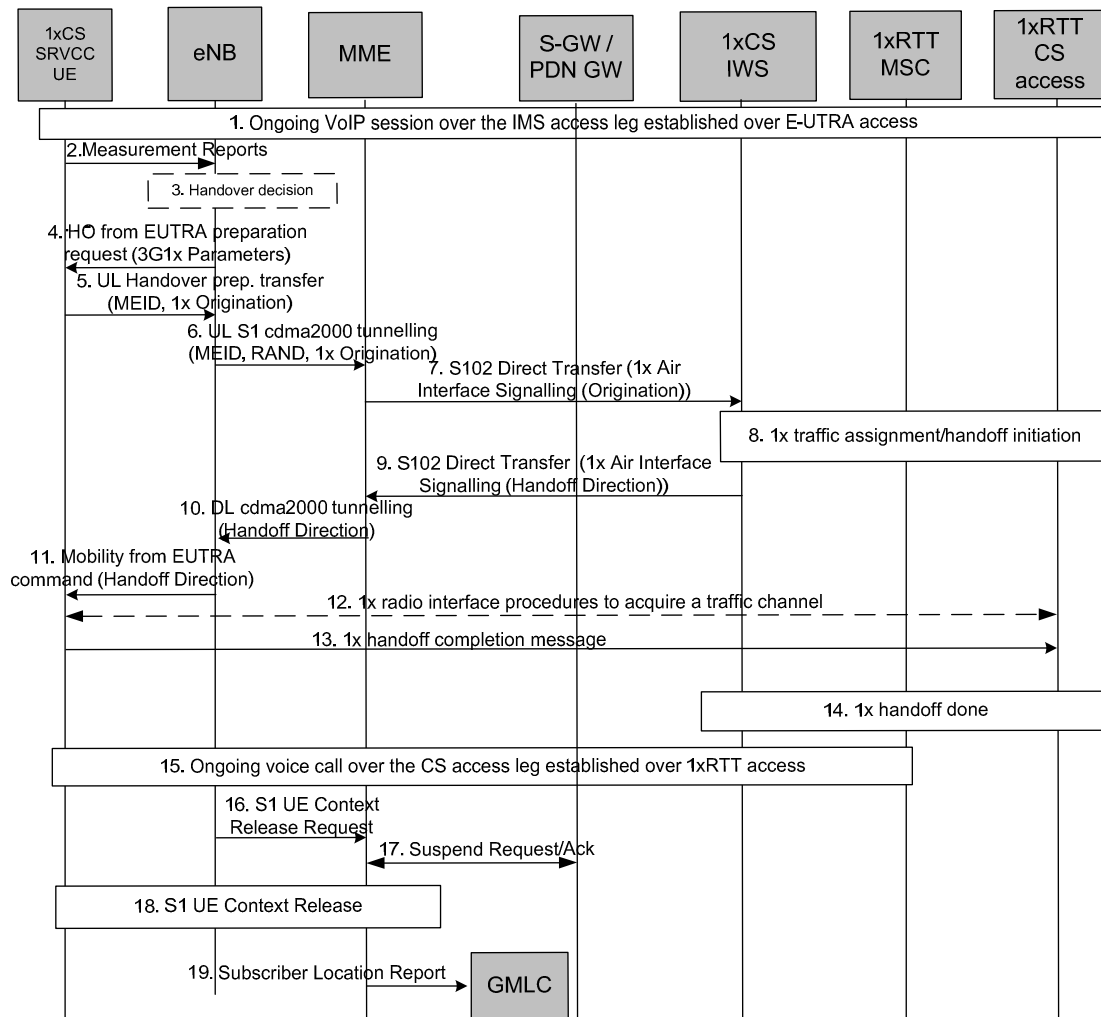 1xCS
SRVCC
UE
eNB
MME
S-GW /
PDN GW
1xCS
IWS
1xRTT
MSC
1xRTT
CS
access
1. Ongoing VoIP session over the IMS access leg established over E-UTRA access
2.Measurement Reports
3. Handover decision
4. HO from EUTRA preparation
request (3G1x Parameters)
5. UL Handover prep. transfer
(MEID, 1x Origination)
6. UL S1 cdma2000 tunnelling
(MEID, RAND, 1x Origination)
7. S102 Direct Transfer (1x Air
Interface Signalling (Origination))
8. 1x traffic assignment/handoff initiation
9. S102 Direct Transfer (1x Air Interface
Signalling (Handoff Direction))
10. DL cdma2000 tunnelling
(Handoff Direction)
11. Mobility from EUTRA
command (Handoff Direction)
12. 1x radio interface procedures to acquire a traffic channel
13. 1x handoff completion message
14. 1x handoff done
15. Ongoing voice call over the CS access leg established over 1xRTT access
16. S1 UE Context
Release Request
17. Suspend Request/Ack
18. S1 UE Context Release
19. Subscriber Location Report
GMLC